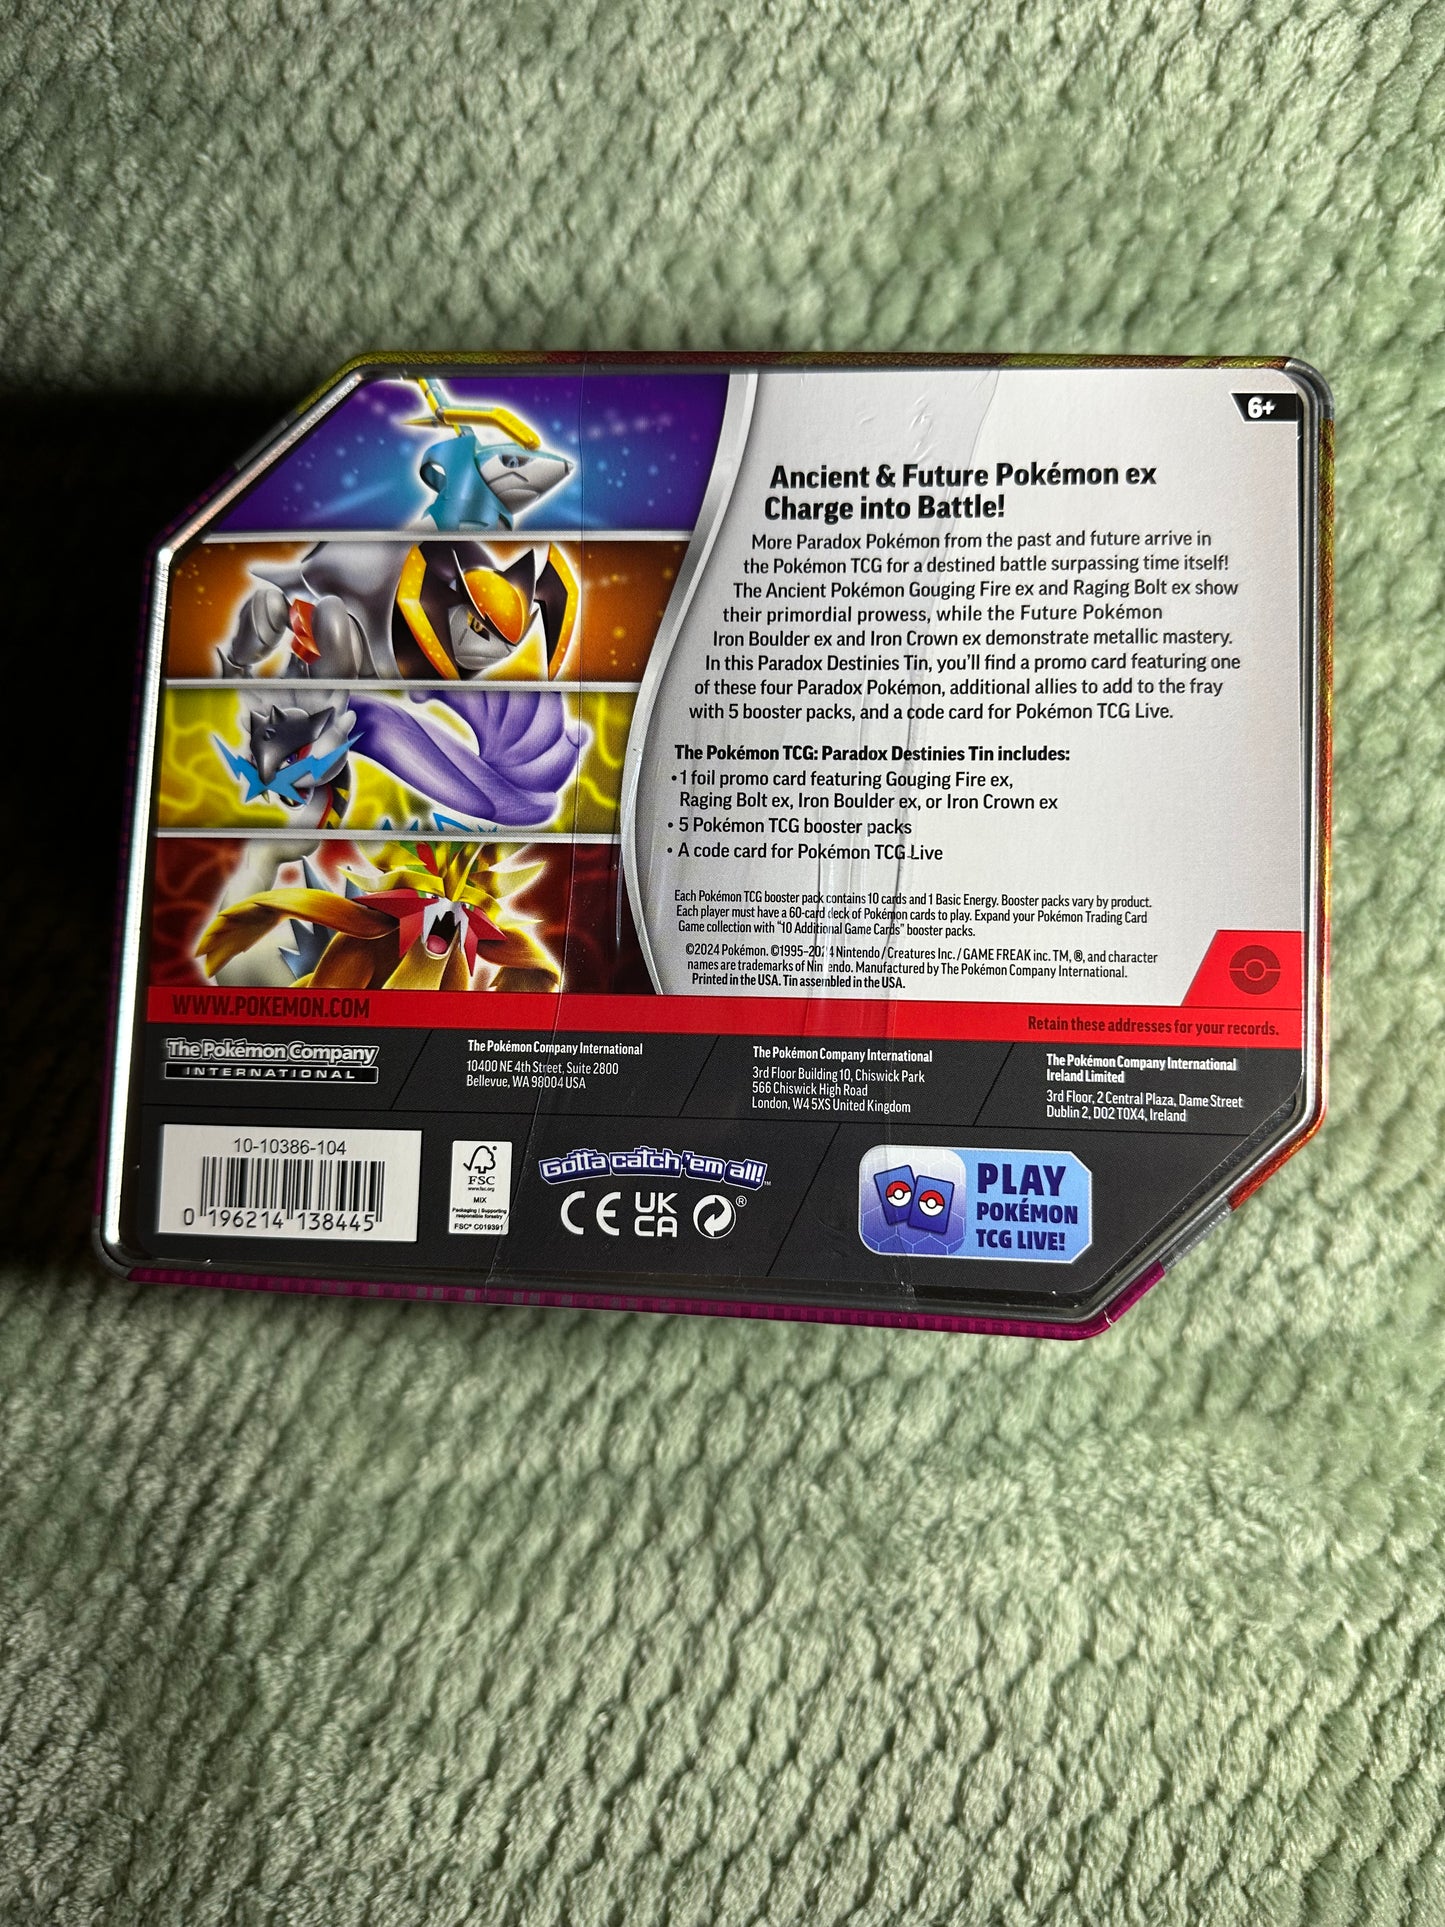 6+
Ancient & Future Pokémon ex
Charge into Battle!
More Paradox Pokémon from the past and future arrive in
the Pokémon TCG for a destined battle surpassing time itself!
The Ancient Pokémon Gouging Fire ex and Raging Bolt ex show
their primordial prowess, while the Future Pokémon
Iron Boulder ex and Iron Crown ex demonstrate metallic mastery.
In this Paradox Destinies Tin, you'll find a promo card featuring one
of these four Paradox Pokémon, additional allies to add to the fray
with 5 booster packs, and a code card for Pokémon TCG Live.
The Pokémon TCG: Paradox Destinies Tin includes:
• 1 foil promo card featuring Gouging Fire ex,
Raging Bolt ex, Iron Boulder ex, or Iron Crown ex
• 5 Pokémon TCG booster packs
• A code card for Pokémon TCG Live
Each Pokémon TCG booster pack contains 10 cards and 1 Basic Energy. Booster packs vary by product.
Each player must have a 60-card deck of Pokémon cards to play. Expand your Pokémon Trading Card
Game collection with "10 Additional Game Cards" booster packs.
©2024 Pokémon. ©1995–2024 Nintendo / Creatures Inc. / GAME FREAK inc. TM, ®, and character
names are trademarks of Nintendo. Manufactured by The Pokémon Company International.
Printed in the USA. Tin assembled in the USA.
WWW.POKEMON.COM
Retain these addresses for your records.
The Pokémon Company
INTERNATIONAL
The Pokémon Company International
10400 NE 4th Street, Suite 2800
Bellevue, WA 98004 USA
The Pokémon Company International
3rd Floor Building 10, Chiswick Park
566 Chiswick High Road
London, W4 5XS United Kingdom
The Pokémon Company International
Ireland Limited
3rd Floor, 2 Central Plaza, Dame Street
Dublin 2, D02 T0X4, Ireland
10-10386-104
0 196214 138445
FSC
www.fsc.org
MIX
Packaging | Supporting
responsible forestry
FSC® C019391
Gotta catch 'em all!™
CE
UK
CA
®
PLAY
POKÉMON
TCG LIVE!